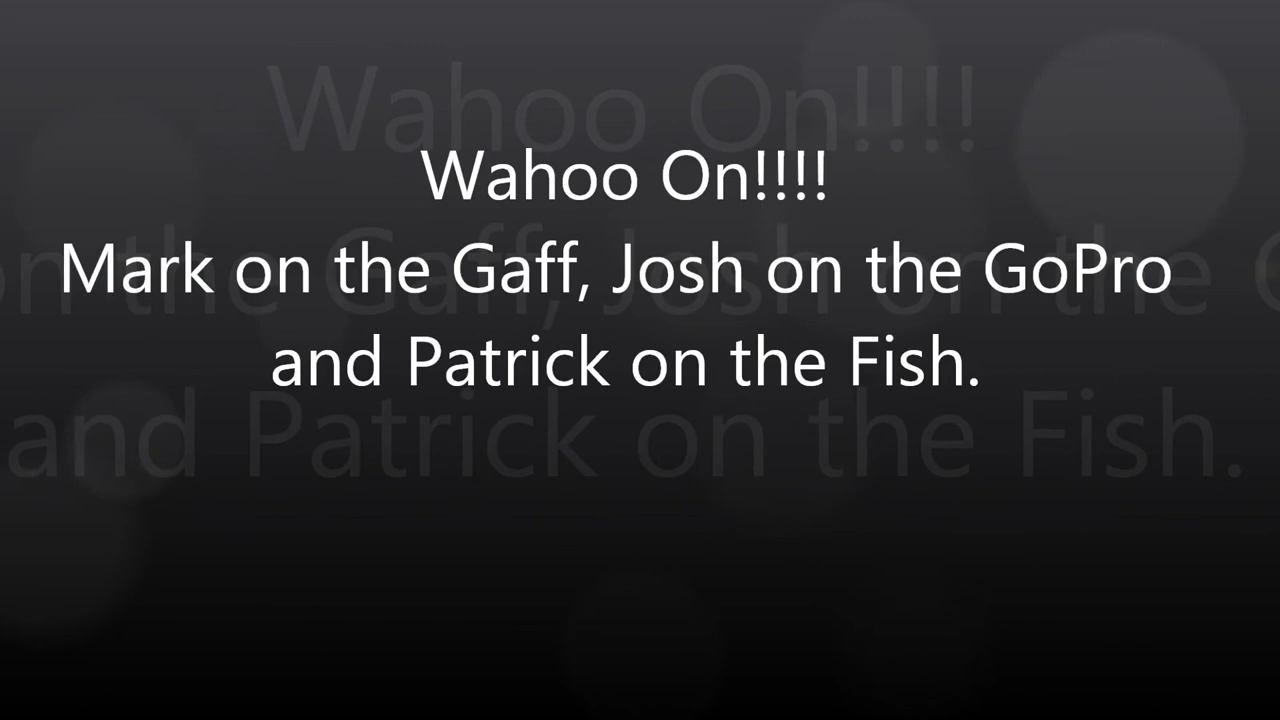 Wahoo On!!!!
Mark on the Gaff, Josh on the GoPro
and Patrick on the Fish.